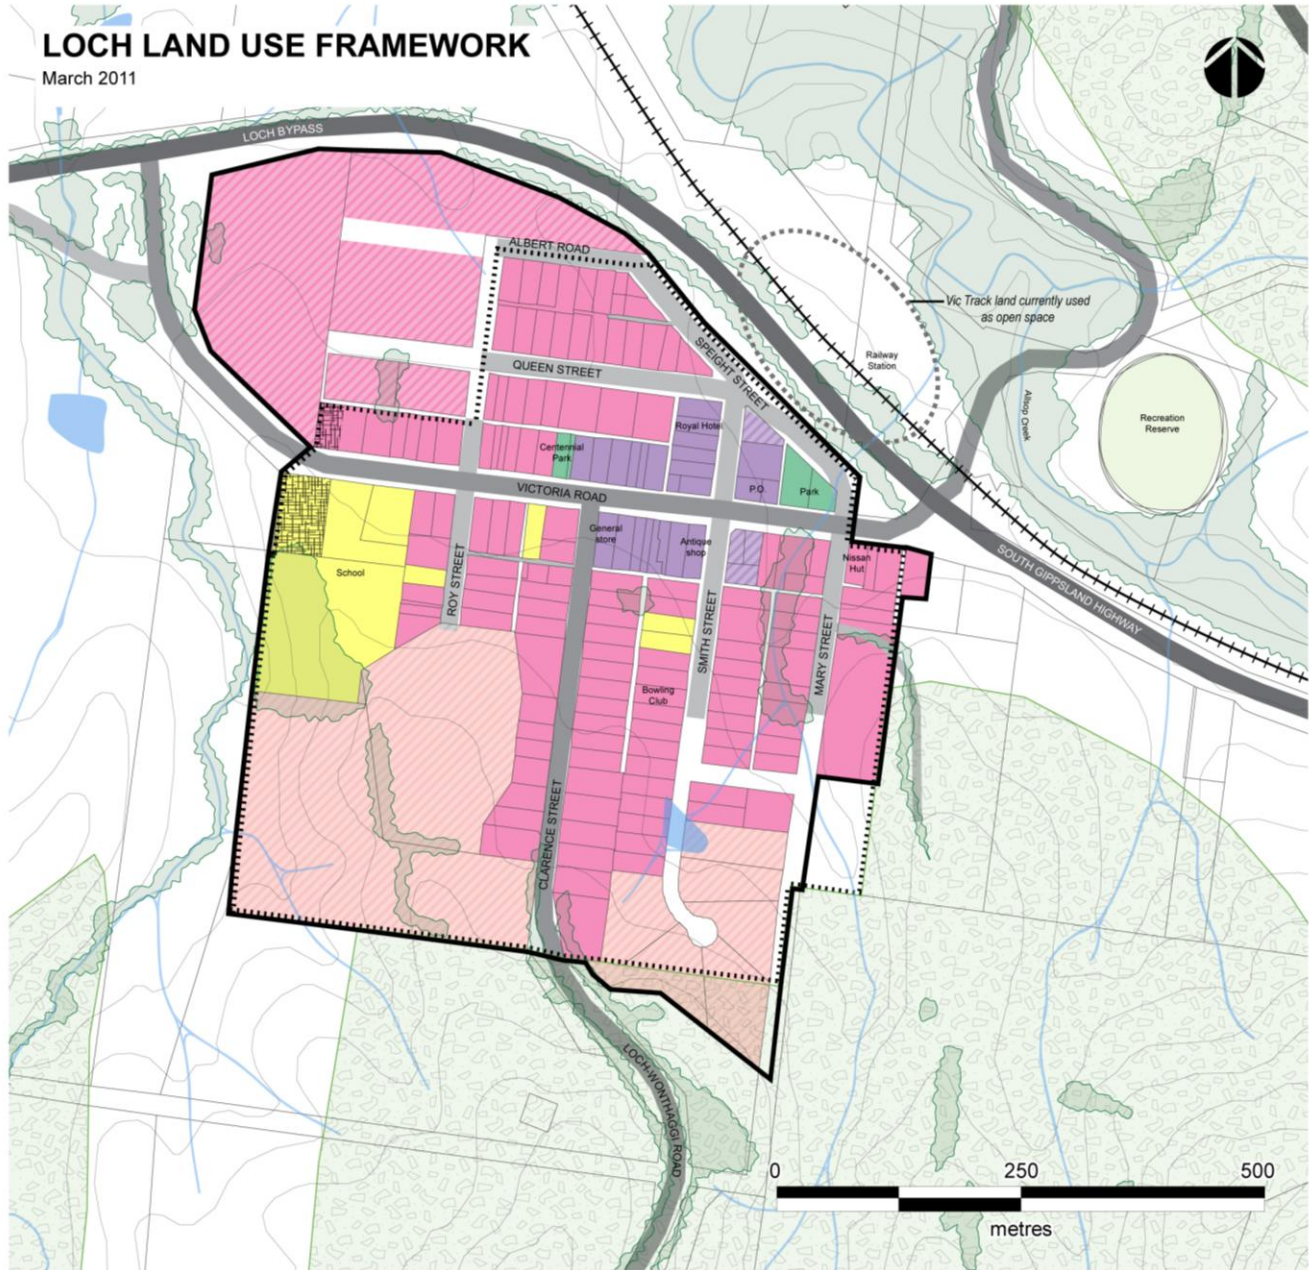 LOCH LAND USE FRAMEWORK
March 2011
LOCH BYPASS
ALBERT ROAD
Vic Track land currently used
as open space
SPEIGHT STREET
Railway
Station
QUEEN STREET
Allsop Creek
Recreation
Reserve
Royal Hotel
Centennial
Park
VICTORIA ROAD
P.O.
Park
General
store
Antique
shop
Nissan
Hut
SOUTH GIPPSLAND HIGHWAY
School
ROY STREET
SMITH STREET
MARY STREET
Bowling
Club
CLARENCE STREET
LOCH-WONTHAGGI ROAD
0 250 500
metres